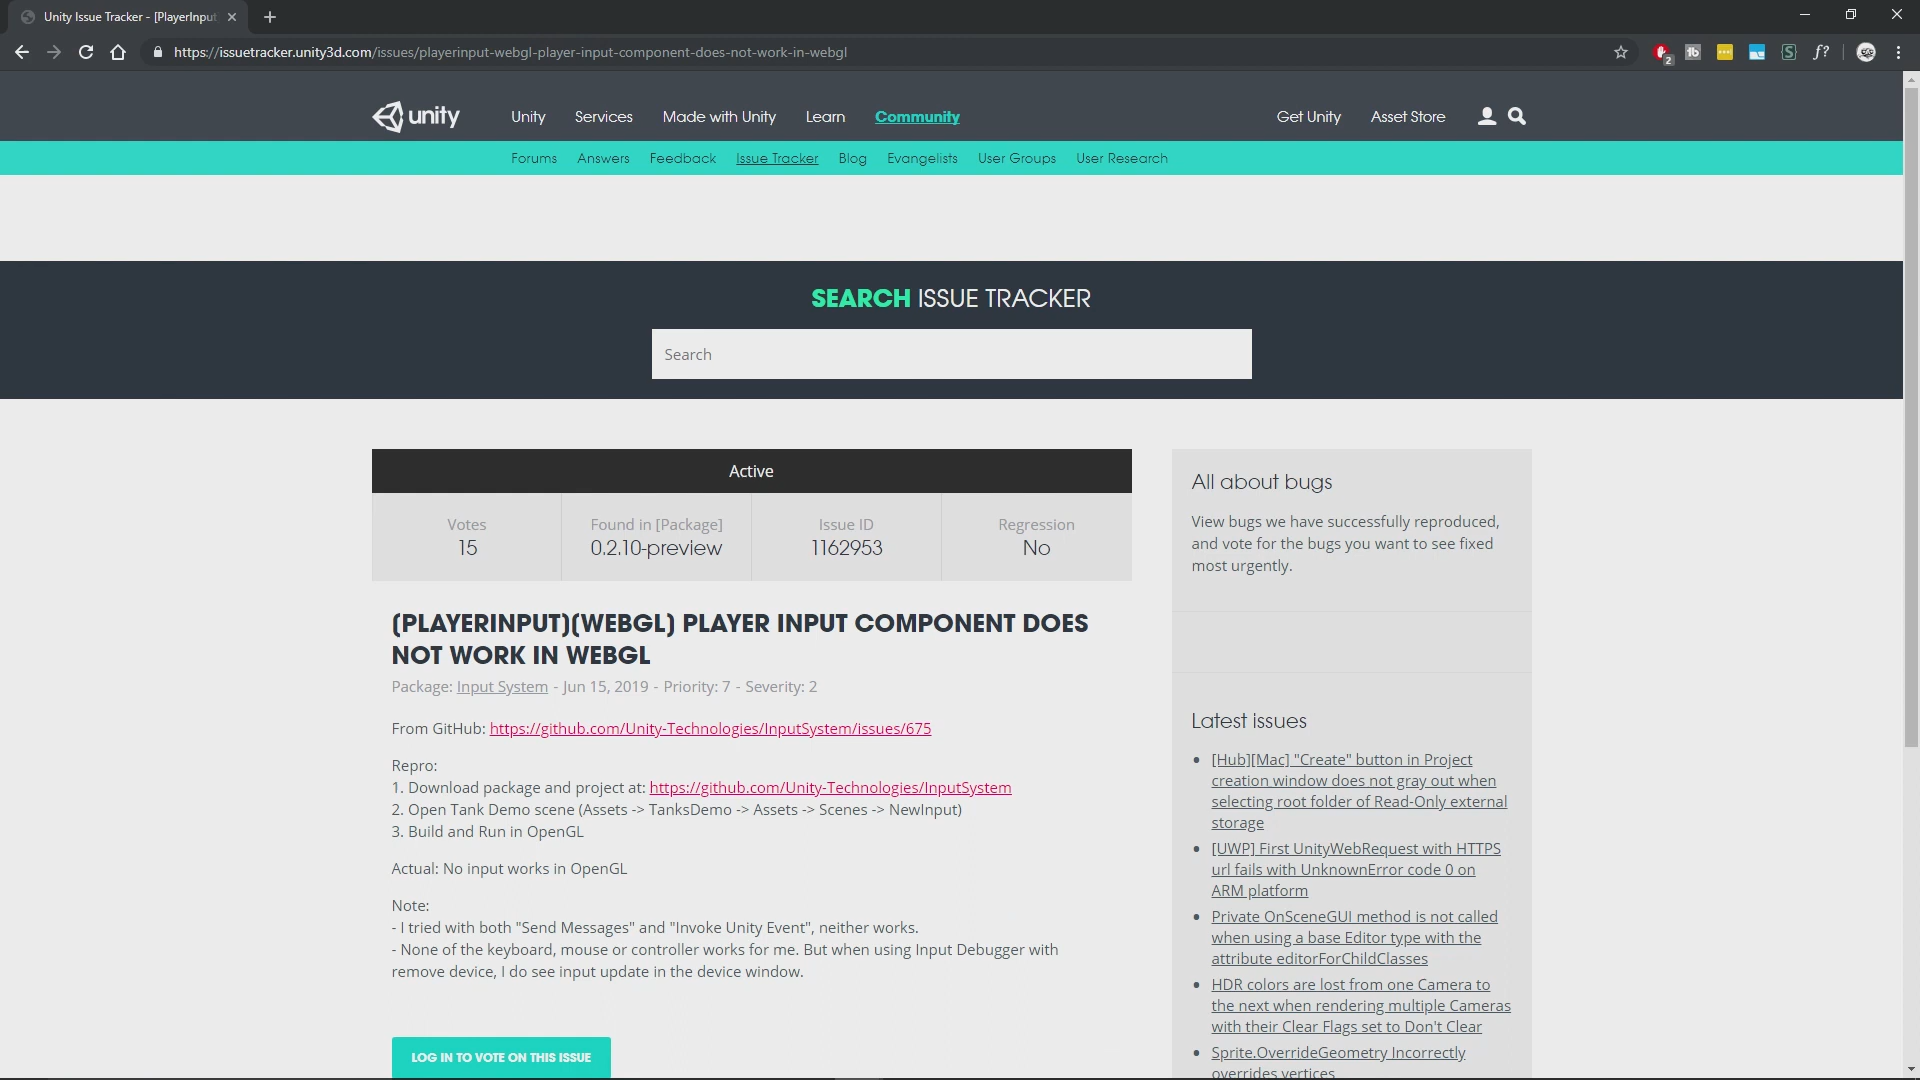 Unity Issue Tracker - [PlayerInput
https://issuetracker.unity3d.com/issues/playerinput-webgl-player-input-component-does-not-work-in-webgl
2
tb
S
f?
unity
Unity Services Made with Unity Learn Community
Get Unity Asset Store
Forums Answers Feedback Issue Tracker Blog Evangelists User Groups User Research
SEARCH ISSUE TRACKER
Search
Active
Votes
15
Found in [Package]
0.2.10-preview
Issue ID
1162953
Regression
No
(PLAYERINPUT)(WEBGL) PLAYER INPUT COMPONENT DOES
NOT WORK IN WEBGL
Package: Input System - Jun 15, 2019 - Priority: 7 - Severity: 2
From GitHub: https://github.com/Unity-Technologies/InputSystem/issues/675
Repro:
1. Download package and project at: https://github.com/Unity-Technologies/InputSystem
2. Open Tank Demo scene (Assets -> TanksDemo -> Assets -> Scenes -> NewInput)
3. Build and Run in OpenGL
Actual: No input works in OpenGL
Note:
- I tried with both "Send Messages" and "Invoke Unity Event", neither works.
- None of the keyboard, mouse or controller works for me. But when using Input Debugger with
remove device, I do see input update in the device window.
LOG IN TO VOTE ON THIS ISSUE
All about bugs
View bugs we have successfully reproduced,
and vote for the bugs you want to see fixed
most urgently.
Latest issues
[Hub][Mac] "Create" button in Project
creation window does not gray out when
selecting root folder of Read-Only external
storage
[UWP] First UnityWebRequest with HTTPS
url fails with UnknownError code 0 on
ARM platform
Private OnSceneGUI method is not called
when using a base Editor type with the
attribute editorForChildClasses
HDR colors are lost from one Camera to
the next when rendering multiple Cameras
with their Clear Flags set to Don't Clear
Sprite.OverrideGeometry Incorrectly
overrides vertices